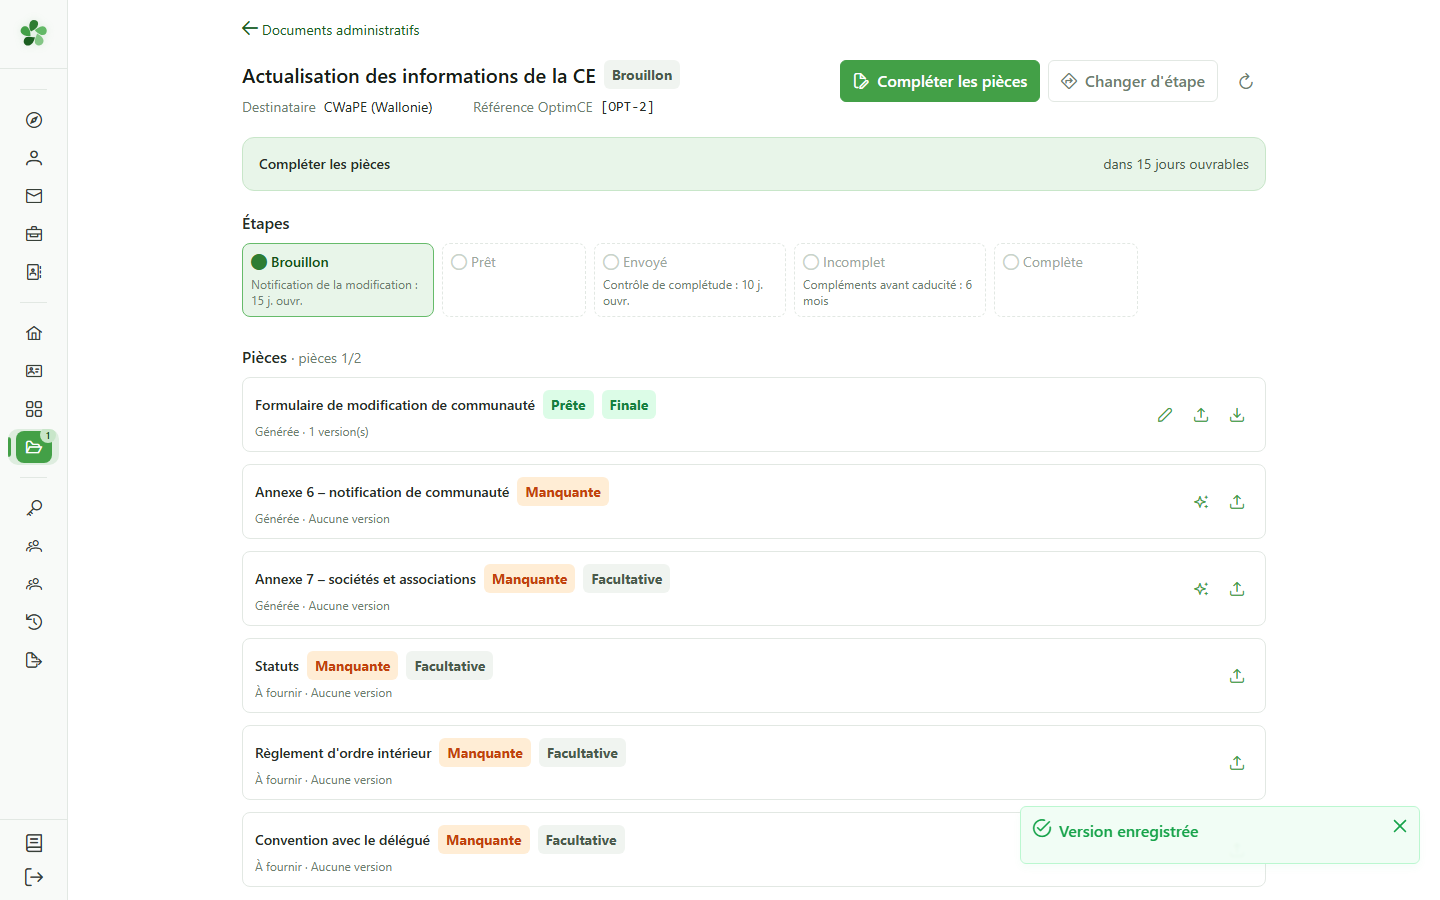 Documents administratifs
Actualisation des informations de la CE Brouillon
Compléter les pièces
Changer d'étape
Destinataire CWaPE (Wallonie) Référence OptimCE [OPT-2]
Compléter les pièces dans 15 jours ouvrables
Étapes
Brouillon
Notification de la modification :
15 j. ouvr.
Prêt
Envoyé
Contrôle de complétude : 10 j.
ouvr.
Incomplet
Compléments avant caducité : 6
mois
Complète
Pièces · pièces 1/2
Formulaire de modification de communauté Prête Finale
Générée · 1 version(s)
1
Annexe 6 – notification de communauté Manquante
Générée · Aucune version
Annexe 7 – sociétés et associations Manquante Facultative
Générée · Aucune version
Statuts Manquante Facultative
À fournir · Aucune version
Règlement d'ordre intérieur Manquante Facultative
À fournir · Aucune version
Convention avec le délégué Manquante Facultative
À fournir · Aucune version
Version enregistrée